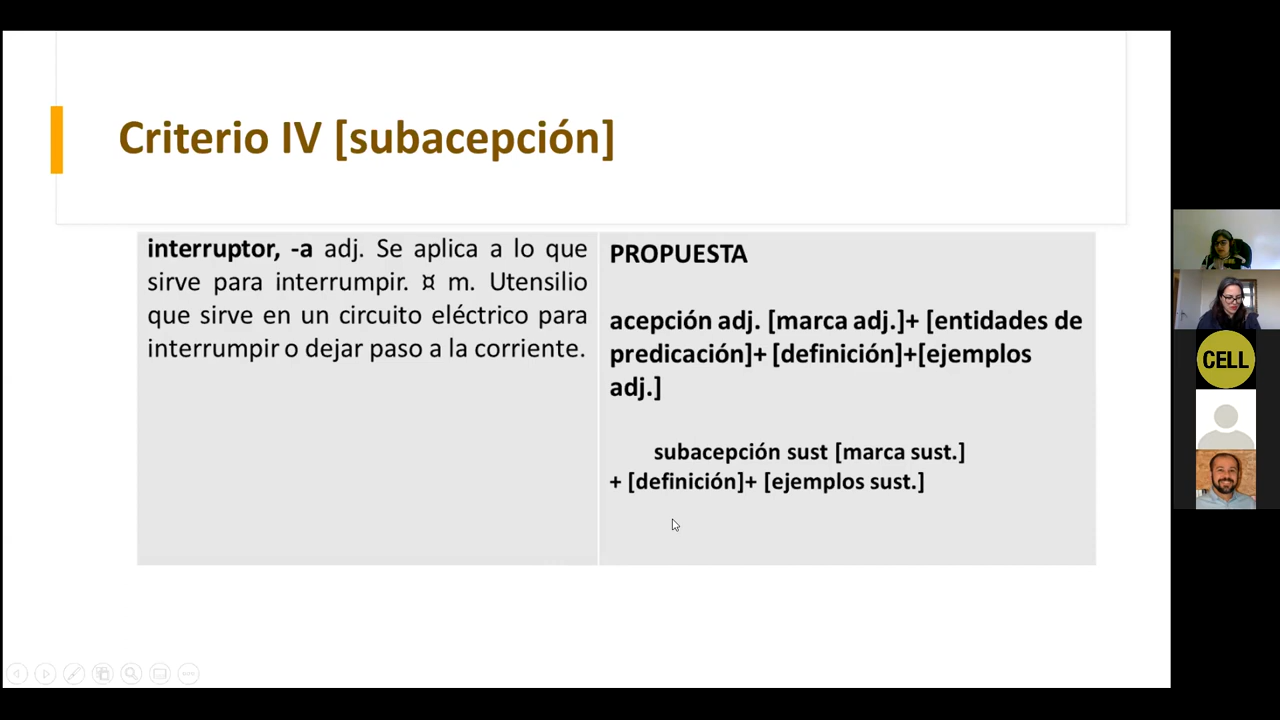 Criterio IV [subacepción]
interruptor, -a adj. Se aplica a lo que
sirve para interrumpir. ¤ m. Utensilio
que sirve en un circuito eléctrico para
interrumpir o dejar paso a la corriente.
PROPUESTA
acepción adj. [marca adj.]+ [entidades de
predicación]+ [definición]+[ejemplos
adj.]
subacepción sust [marca sust.]
+ [definición]+ [ejemplos sust.]
CELL